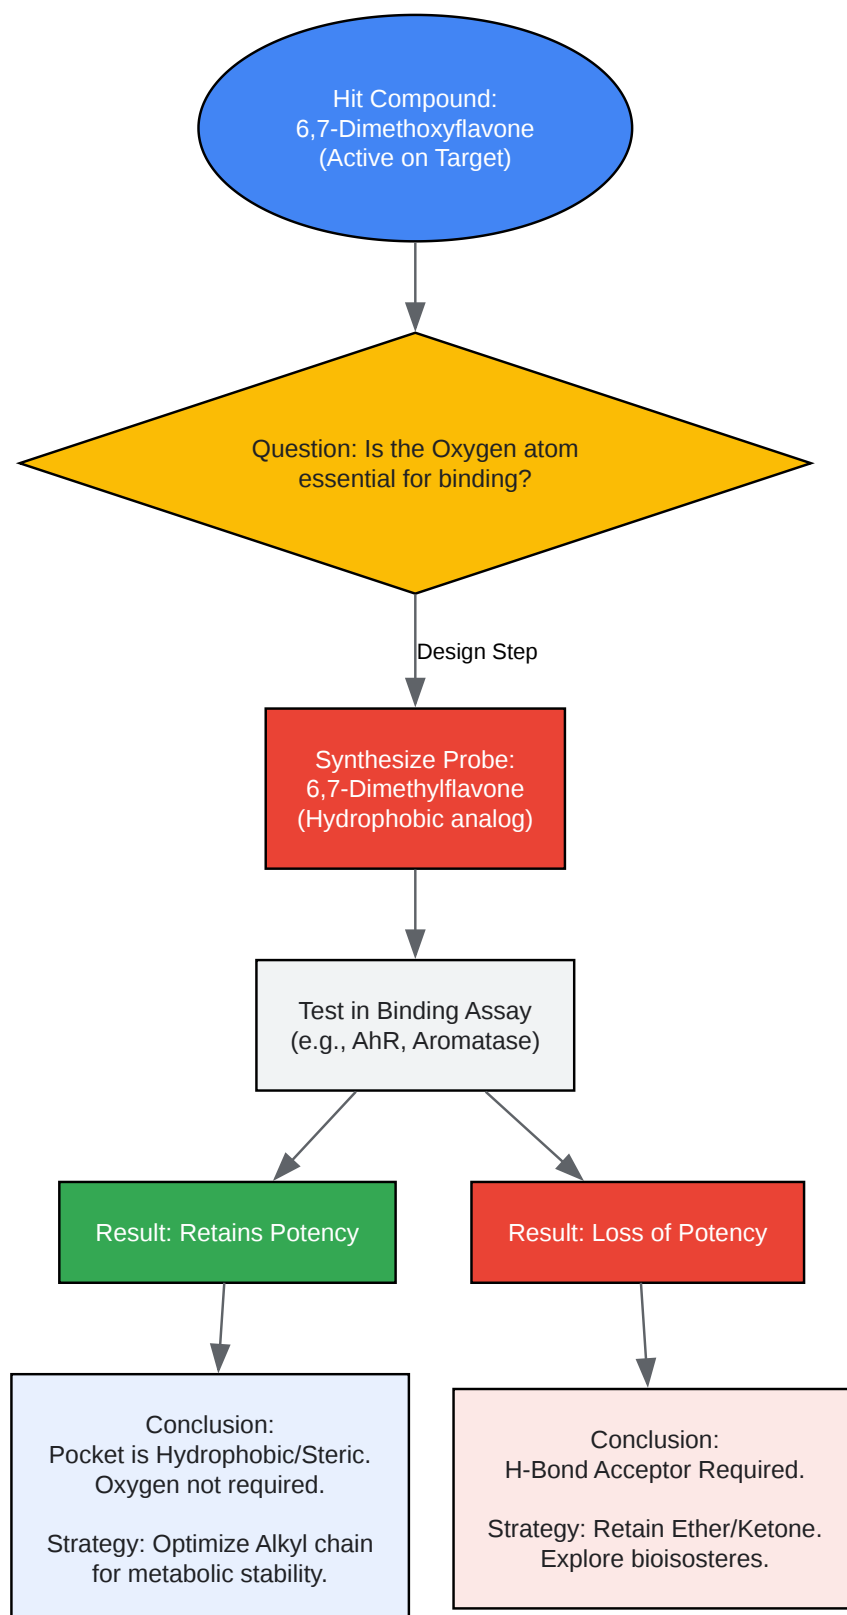 Hit Compound:
6,7-Dimethoxyflavone
(Active on Target)
Question: Is the Oxygen atom
essential for binding?
Design Step
Synthesize Probe:
6,7-Dimethylflavone
(Hydrophobic analog)
Test in Binding Assay
(e.g., AhR, Aromatase)
Result: Retains Potency
Result: Loss of Potency
Conclusion:
Pocket is Hydrophobic/Steric.
Oxygen not required.
Strategy: Optimize Alkyl chain
for metabolic stability.
Conclusion:
H-Bond Acceptor Required.
Strategy: Retain Ether/Ketone.
Explore bioisosteres.